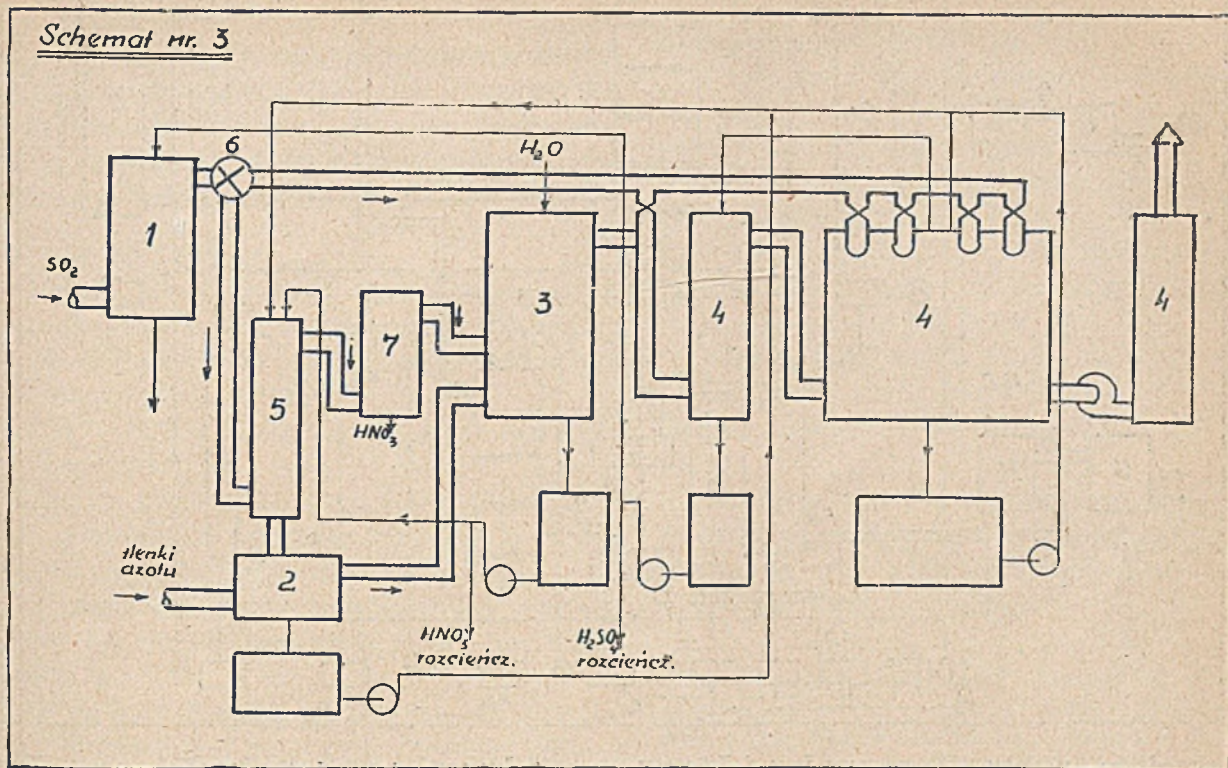 Schemat nr. 3
6
H₂O
1
SO₂
3
4
4
4
7
5
HNO₃
tlenki
azotu
2
HNO₃
rozcieńcz.
H₂SO₄
rozcieńcz.